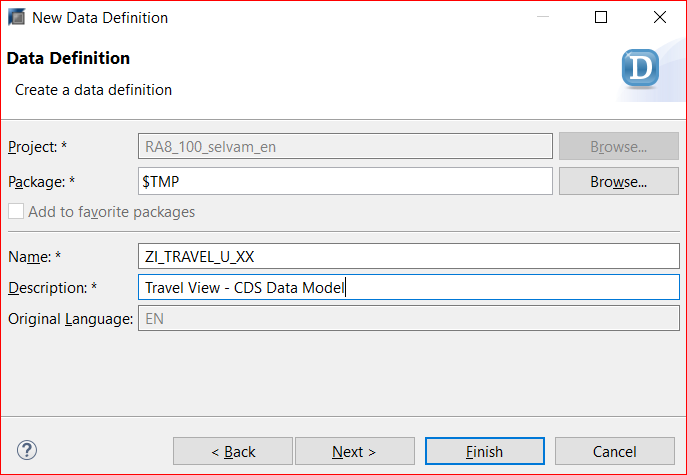 New Data Definition
Data Definition
Create a data definition
D
Project: * RA8_100_selvam_en Browse...
Package: * $TMP Browse...
Add to favorite packages
Name: * ZI_TRAVEL_U_XX
Description: * Travel View - CDS Data Model
Original Language: EN
? < Back Next > Finish Cancel